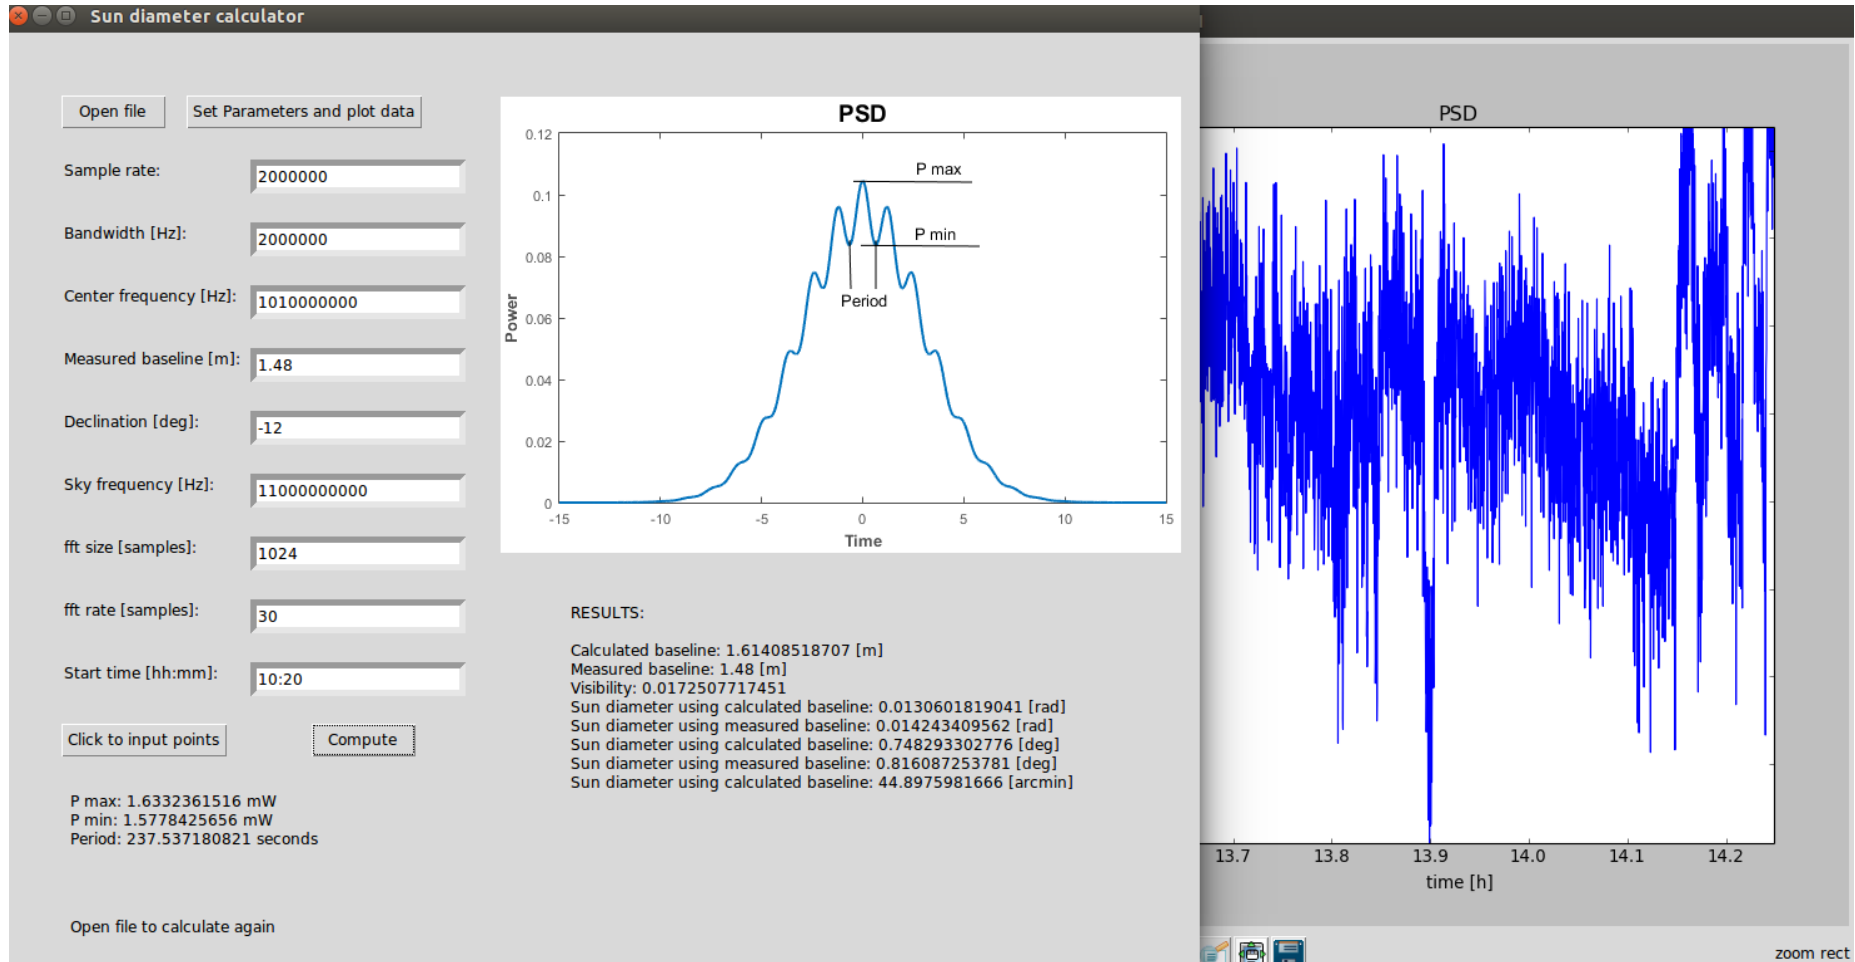 Sun diameter calculator
Open file
Set Parameters and plot data
Sample rate:
2000000
Bandwidth [Hz]:
2000000
Center frequency [Hz]:
1010000000
Measured baseline [m]:
1.48
Declination [deg]:
-12
Sky frequency [Hz]:
11000000000
fft size [samples]:
1024
fft rate [samples]:
30
Start time [hh:mm]:
10:20
Click to input points
Compute
P max: 1.6332361516 mW
P min: 1.5778425656 mW
Period: 237.537180821 seconds
Open file to calculate again
PSD
0.12
0.1
0.08
0.06
0.04
0.02
0
Power
P max
P min
Period
-15 -10 -5 0 5 10 15
Time
RESULTS:
Calculated baseline: 1.61408518707 [m]
Measured baseline: 1.48 [m]
Visibility: 0.0172507717451
Sun diameter using calculated baseline: 0.0130601819041 [rad]
Sun diameter using measured baseline: 0.014243409562 [rad]
Sun diameter using calculated baseline: 0.748293302776 [deg]
Sun diameter using measured baseline: 0.816087253781 [deg]
Sun diameter using calculated baseline: 44.8975981666 [arcmin]
PSD
13.7 13.8 13.9 14.0 14.1 14.2
time [h]
zoom rect